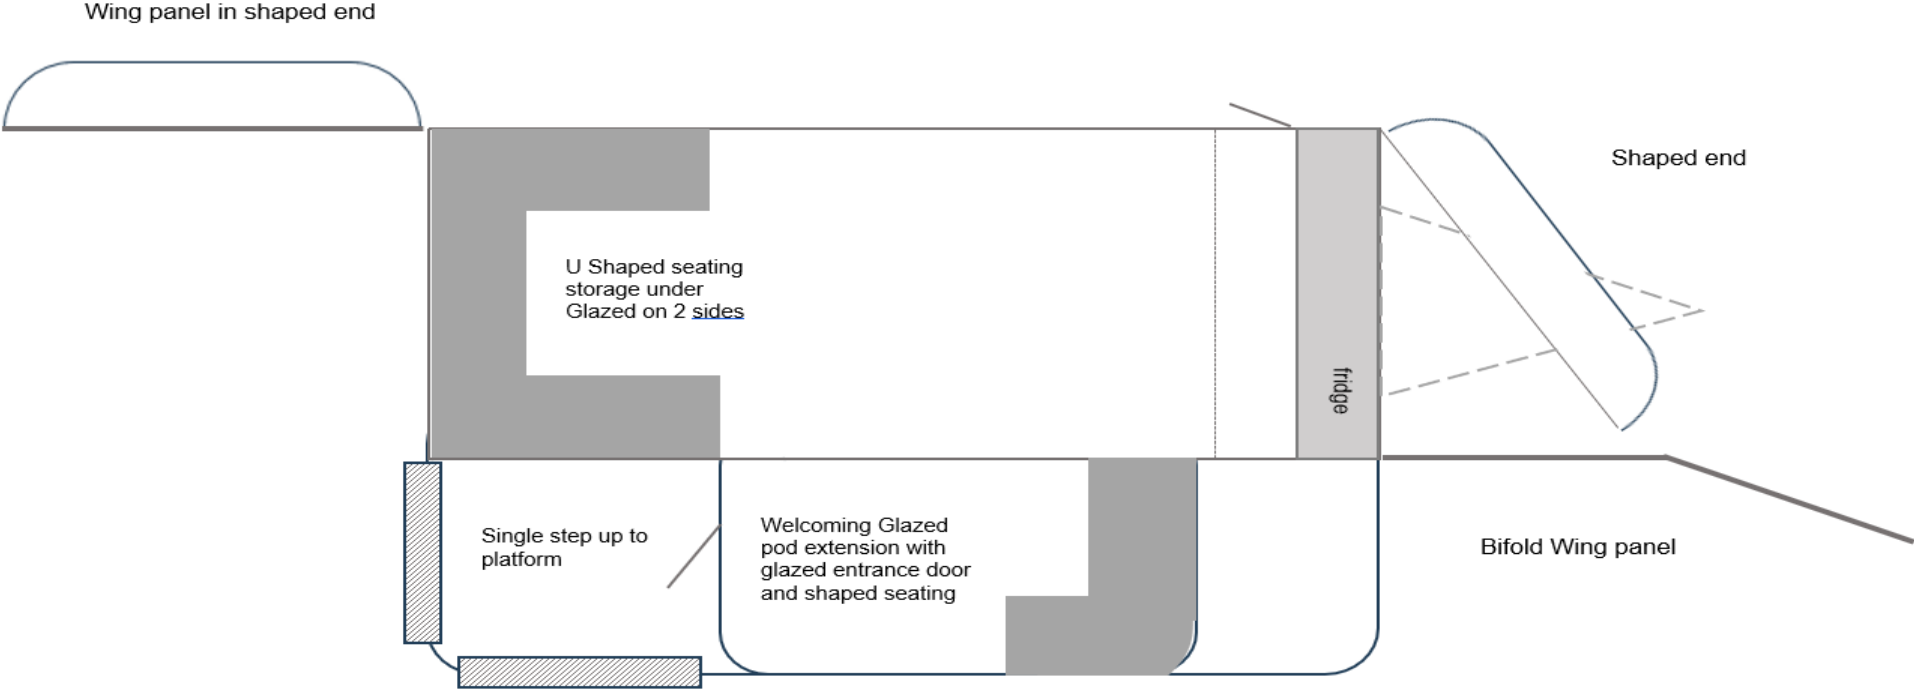 Wing panel in shaped end
Shaped end
U Shaped seating
storage under
Glazed on 2 sides
fridge
Single step up to
platform
Welcoming Glazed
pod extension with
glazed entrance door
and shaped seating
Bifold Wing panel